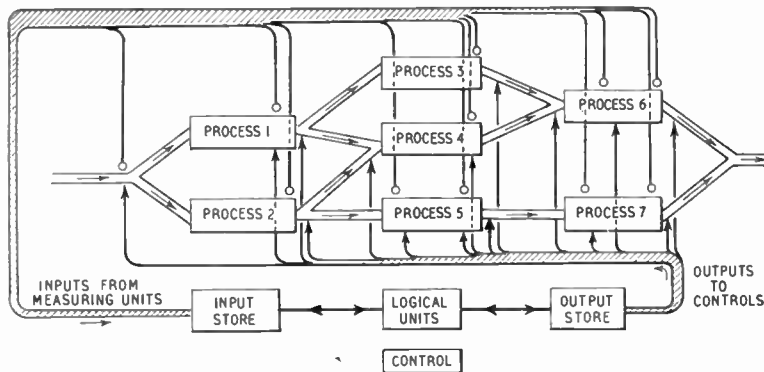 PROCESS 3
PROCESS 6
PROCESS 1
PROCESS 4
PROCESS 2
PROCESS 5
PROCESS 7
INPUTS FROM
MEASURING UNITS
INPUT
STORE
LOGICAL
UNITS
OUTPUT
STORE
OUTPUTS
TO
CONTROLS
CONTROL